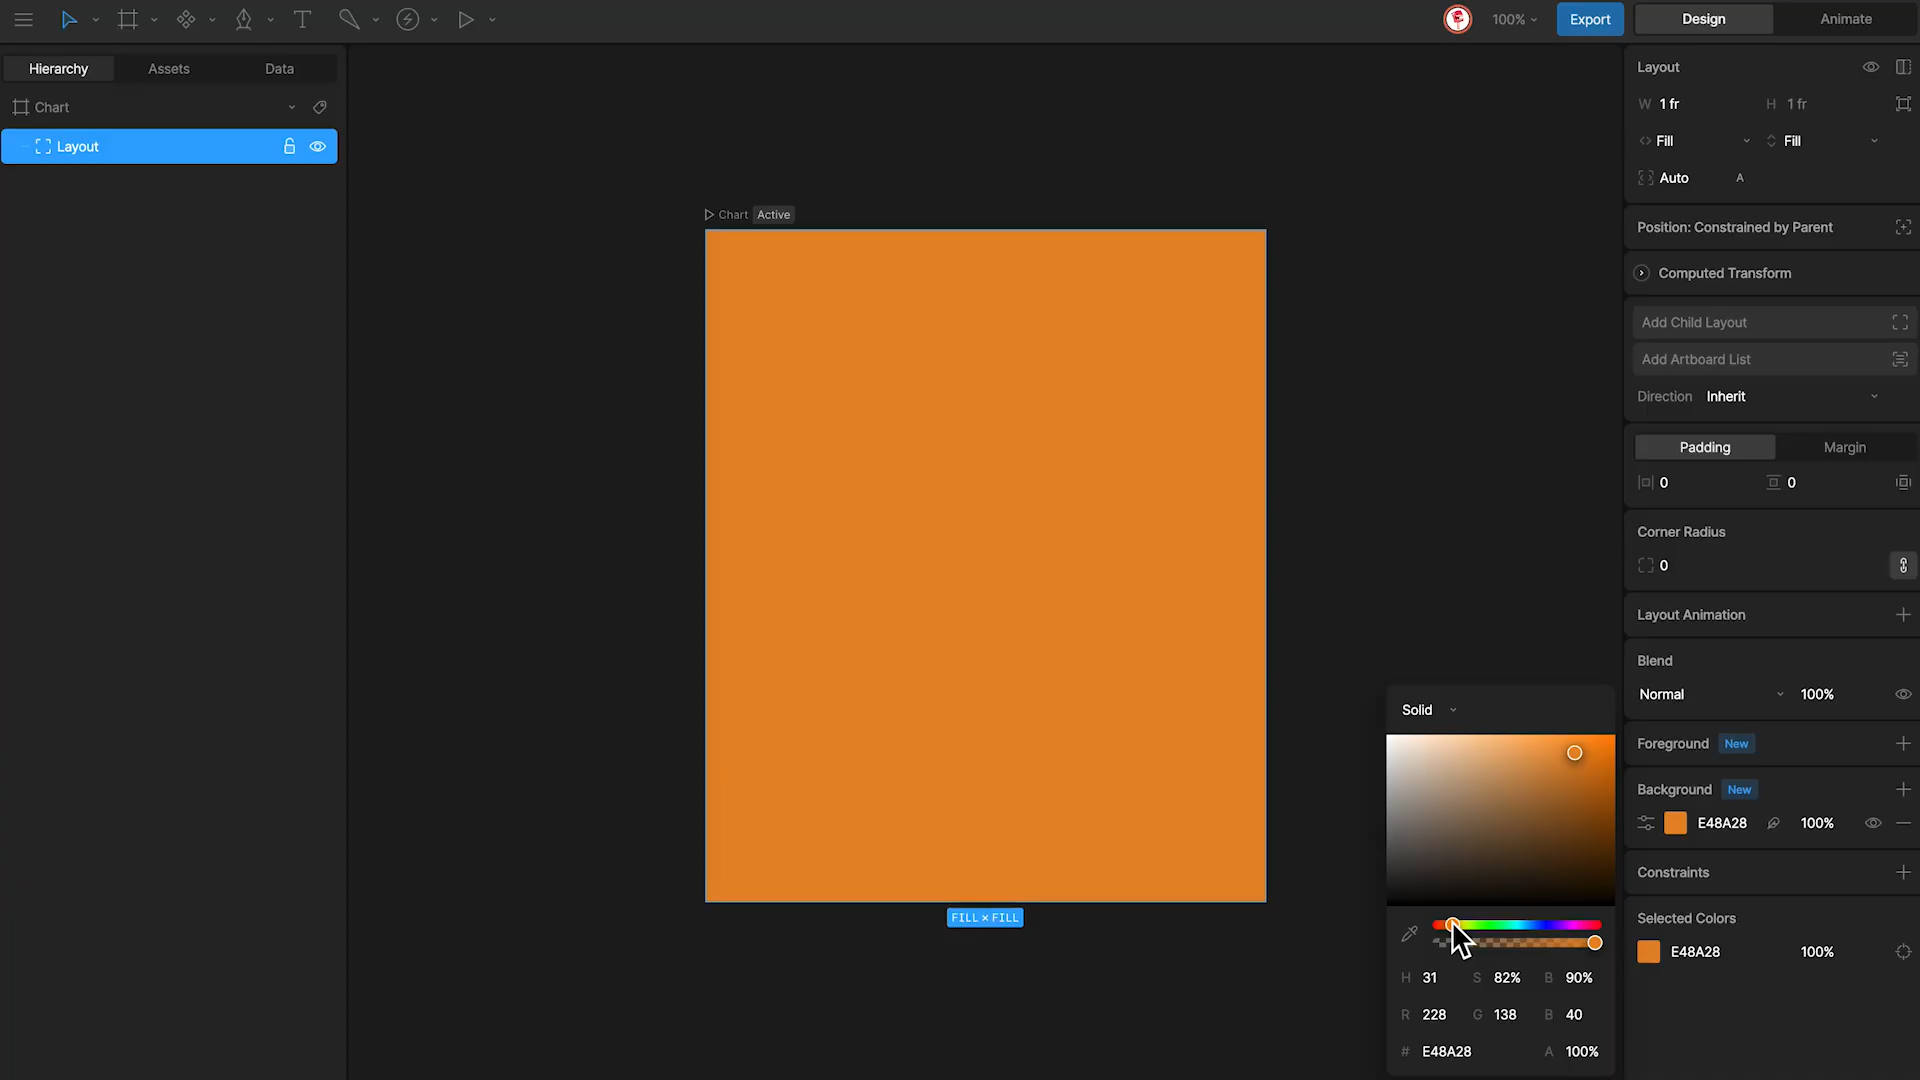 100%
Export
Design
Animate
Hierarchy
Assets
Data
Chart
Layout
Chart Active
FILL × FILL
Layout
W 1 fr
H 1 fr
Fill
Fill
Auto
A
Position: Constrained by Parent
Computed Transform
Add Child Layout
Add Artboard List
Direction Inherit
Padding
Margin
0
0
Corner Radius
0
Layout Animation
Blend
Normal
100%
Foreground New
Background New
E48A28
100%
Constraints
Selected Colors
E48A28
100%
Solid
H 31 S 82% B 90%
R 228 G 138 B 40
# E48A28 A 100%